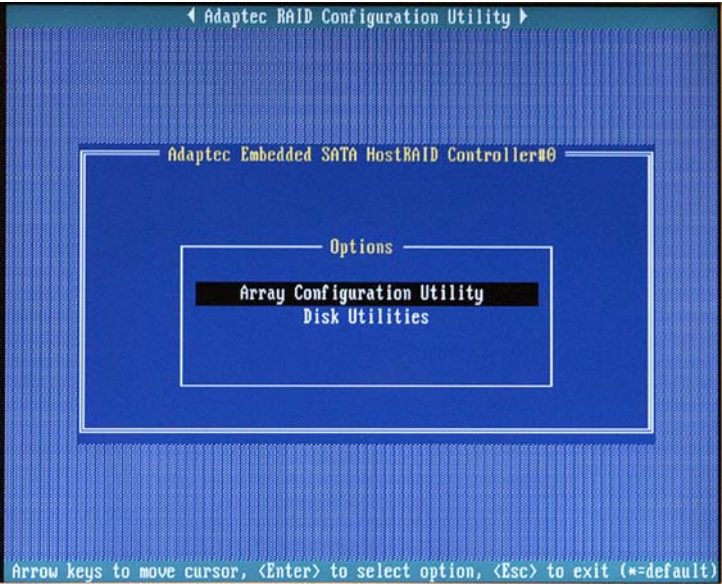 Adaptec RAID Configuration Utility
Adaptec Embedded SATA HostRAID Controller#0
Options
Array Configuration Utility
Disk Utilities
Arrow keys to move cursor, <Enter> to select option, <Esc> to exit (*=default)